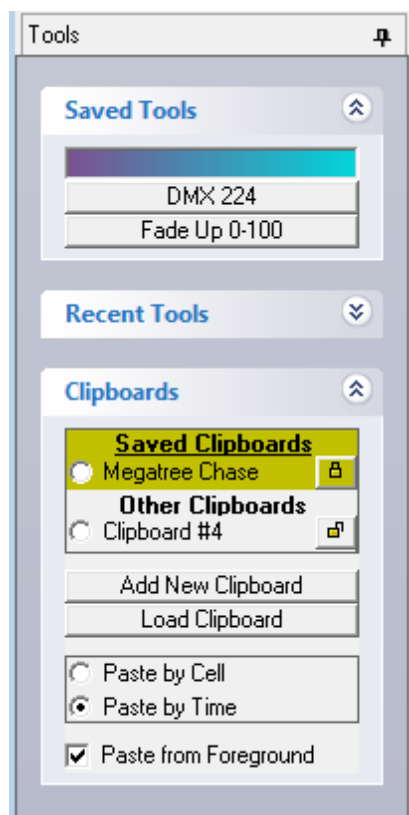 Tools
Saved Tools
DMX 224
Fade Up 0-100
Recent Tools
Clipboards
Saved Clipboards
Megatree Chase
Other Clipboards
Clipboard #4
Add New Clipboard
Load Clipboard
Paste by Cell
Paste by Time
Paste from Foreground